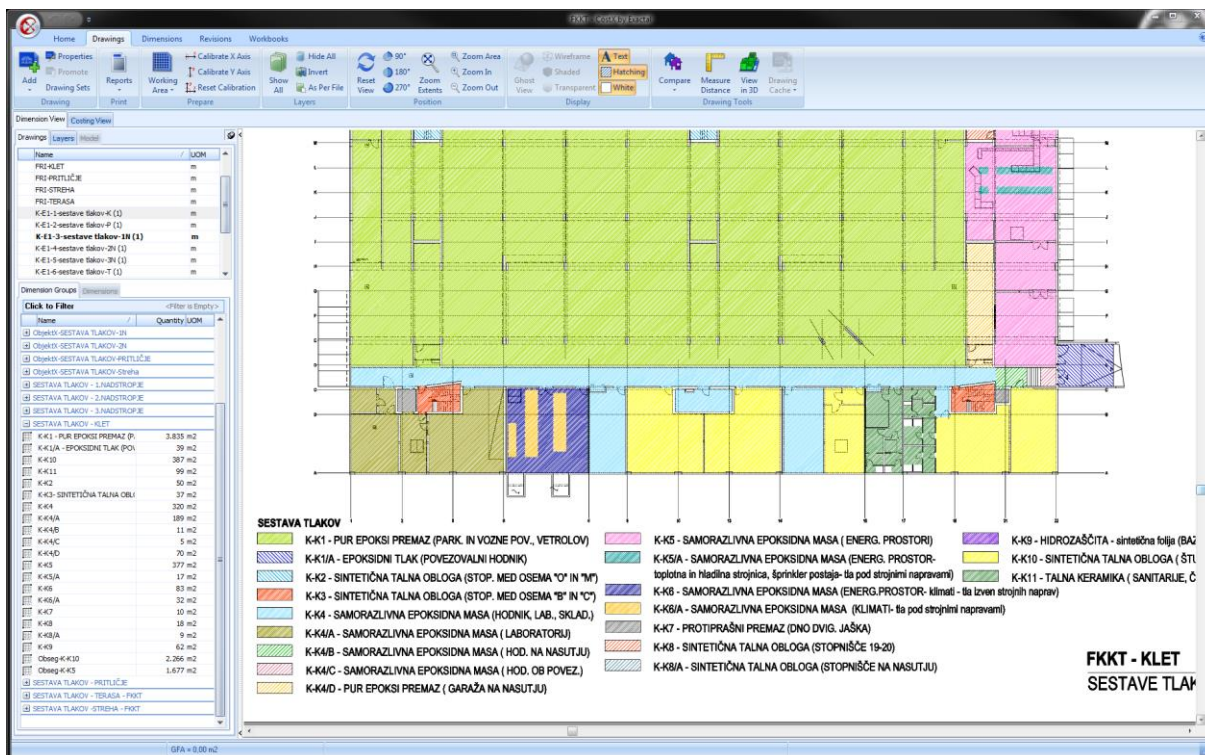 FKKT - CostX by Exactal
Home Drawings Dimensions Revisions Workbooks
Add
Properties
Promote
Drawing Sets
Drawing
Reports
Print
Working Area
Calibrate X Axis
Calibrate Y Axis
Reset Calibration
Prepare
Show All
Hide All
Invert
As Per File
Layers
Reset View
90°
180°
270°
Zoom Extents
Zoom Area
Zoom In
Zoom Out
Position
Ghost View
Wireframe
Shaded
Transparent
Text
Hatching
White
Display
Compare
Measure Distance
View in 3D
Drawing Cache
Drawing Tools
Dimension View Costing View
Drawings Layers Model
Name / UOM
FRI-KLET m
FRI-PRITLIČJE m
FRI-STREHA m
FRI-TERASA m
K-E1-1-sestave tlakov-K (1) m
K-E1-2-sestave tlakov-P (1) m
K-E1-3-sestave tlakov-1N (1) m
K-E1-4-sestave tlakov-2N (1) m
K-E1-5-sestave tlakov-3N (1) m
K-E1-6-sestave tlakov-T (1) m
Dimension Groups Dimensions
Click to Filter <Filter is Empty>
Name / Quantity UOM
ObjektX-SESTAVA TLAKOV-1N
ObjektX-SESTAVA TLAKOV-2N
ObjektX-SESTAVA TLAKOV-PRITLIČJE
ObjektX-SESTAVA TLAKOV-Streha
SESTAVA TLAKOV - 1.NADSTROPJE
SESTAVA TLAKOV - 2.NADSTROPJE
SESTAVA TLAKOV - 3.NADSTROPJE
SESTAVA TLAKOV - KLET
K-K1 - PUR EPOKSI PREMAZ (P. 3.835 m2
K-K1/A - EPOKSIDNI TLAK (POV 39 m2
K-K10 387 m2
K-K11 99 m2
K-K2 50 m2
K-K3- SINTETIČNA TALNA OBLI 37 m2
K-K4 320 m2
K-K4/A 189 m2
K-K4/B 11 m2
K-K4/C 5 m2
K-K4/D 70 m2
K-K5 377 m2
K-K5/A 17 m2
K-K6 83 m2
K-K6/A 32 m2
K-K7 10 m2
K-K8 18 m2
K-K8/A 9 m2
K-K9 62 m2
Obseg-K-K10 2.266 m2
Obseg-K-K5 1.677 m2
SESTAVA TLAKOV - PRITLIČJE
SESTAVA TLAKOV - TERASA - FKKT
SESTAVA TLAKOV -STREHA - FKKT
GFA = 0,00 m2
SESTAVA TLAKOV
K-K1 - PUR EPOKSI PREMAZ (PARK. IN VOZNE POV., VETROLOV)
K-K1/A - EPOKSIDNI TLAK (POVEZOVALNI HODNIK)
K-K2 - SINTETIČNA TALNA OBLOGA (STOP. MED OSEMA "O" IN "M")
K-K3 - SINTETIČNA TALNA OBLOGA (STOP. MED OSEMA "B" IN "C")
K-K4 - SAMORAZLIVNA EPOKSIDNA MASA (HODNIK, LAB., SKLAD.)
K-K4/A - SAMORAZLIVNA EPOKSIDNA MASA ( LABORATORIJ)
K-K4/B - SAMORAZLIVNA EPOKSIDNA MASA ( HOD. NA NASUTJU)
K-K4/C - SAMORAZLIVNA EPOKSIDNA MASA ( HOD. OB POVEZ.)
K-K4/D - PUR EPOKSI PREMAZ ( GARAŽA NA NASUTJU)
K-K5 - SAMORAZLIVNA EPOKSIDNA MASA ( ENERG. PROSTORI)
K-K5/A - SAMORAZLIVNA EPOKSIDNA MASA (ENERG. PROSTOR-
toplotna in hladilna strojnica, šprinkler postaja- tla pod strojnimi napravami)
K-K6 - SAMORAZLIVNA EPOKSIDNA MASA (ENERG.PROSTOR- klimati - tla izven strojnih naprav)
K-K6/A - SAMORAZLIVNA EPOKSIDNA MASA (KLIMATI- tla pod strojnimi napravami)
K-K7 - PROTIPRAŠNI PREMAZ (DNO DVIG. JAŠKA)
K-K8 - SINTETIČNA TALNA OBLOGA (STOPNIŠČE 19-20)
K-K8/A - SINTETIČNA TALNA OBLOGA (STOPNIŠČE NA NASUTJU)
K-K9 - HIDROZAŠČITA - sintetična folija (BAZ
K-K10 - SINTETIČNA TALNA OBLOGA ( ŠTU
K-K11 - TALNA KERAMIKA ( SANITARIJE, Č
FKKT - KLET
SESTAVE TLAK